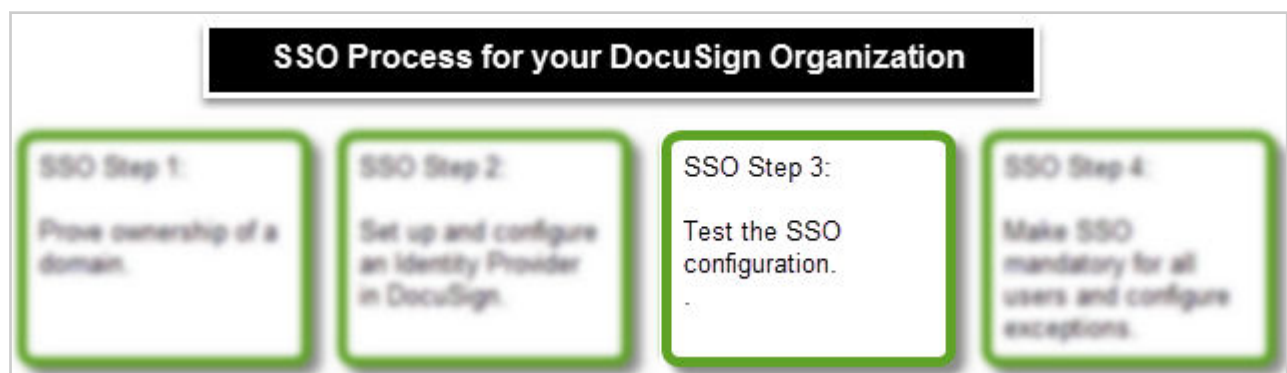 SSO Process for your DocuSign Organization
SSO Step 1:
Prove ownership of a
domain.
SSO Step 2:
Set up and configure
an Identity Provider
in DocuSign.
SSO Step 3:
Test the SSO
configuration.
.
SSO Step 4:
Make SSO
mandatory for all
users and configure
exceptions.